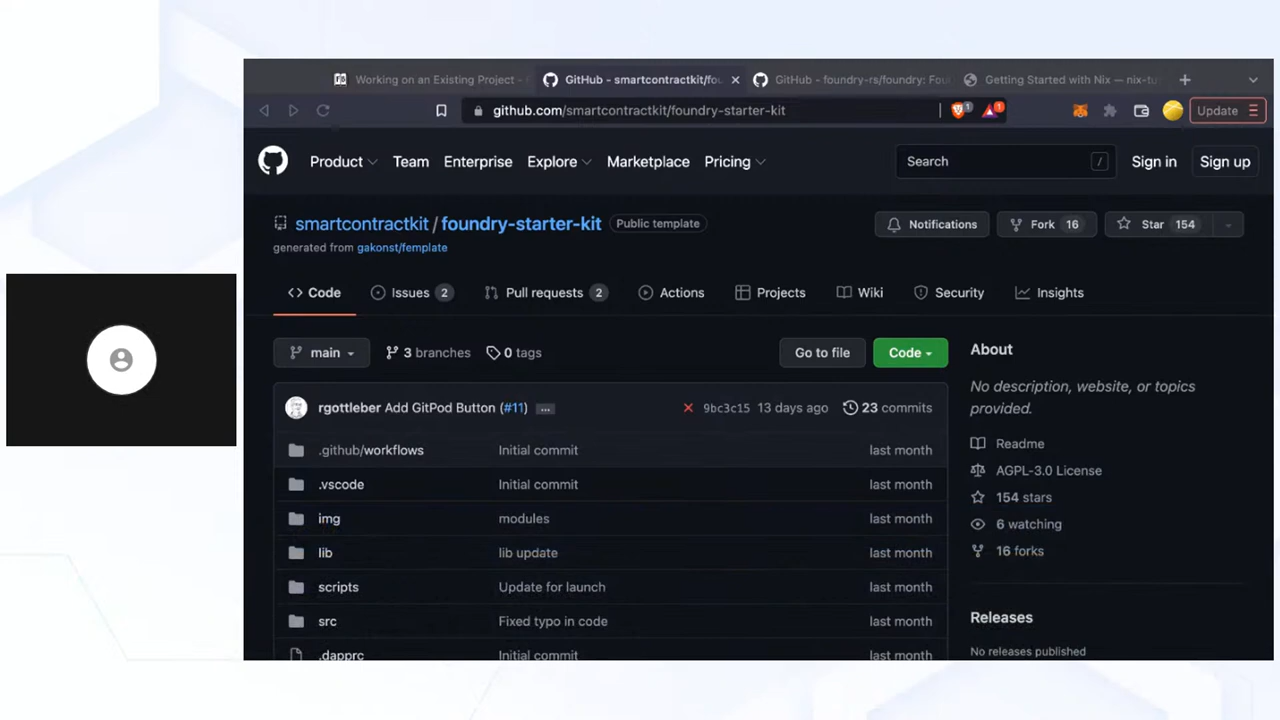 Working on an Existing Project -
GitHub - smartcontractkit/fou
GitHub - foundry-rs/foundry: Fou
Getting Started with Nix — nix-tu
github.com/smartcontractkit/foundry-starter-kit
1
1
Update
Product
Team
Enterprise
Explore
Marketplace
Pricing
Search
/
Sign in
Sign up
smartcontractkit / foundry-starter-kit
Public template
Notifications
Fork 16
Star 154
generated from gakonst/femplate
<> Code
Issues 2
Pull requests 2
Actions
Projects
Wiki
Security
Insights
main
3 branches
0 tags
Go to file
Code
About
No description, website, or topics
provided.
rgottleber Add GitPod Button (#11) ...
9bc3c15 13 days ago
23 commits
.github/workflows Initial commit last month
.vscode Initial commit last month
img modules last month
lib lib update last month
scripts Update for launch last month
src Fixed typo in code last month
.dapprc Initial commit last month
Readme
AGPL-3.0 License
154 stars
6 watching
16 forks
Releases
No releases published